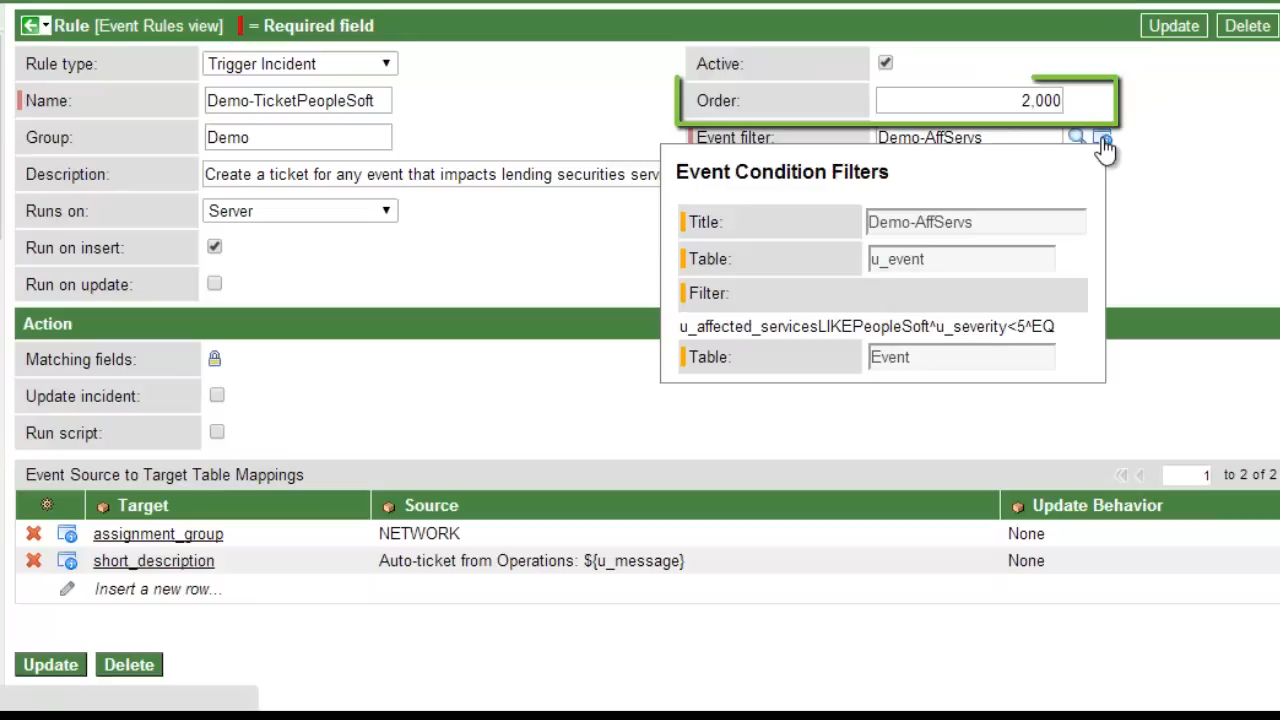 Rule [Event Rules view] = Required field Update Delete
Rule type: Trigger Incident Active:
Name: Demo-TicketPeopleSoft Order: 2,000
Group: Demo Event filter: Demo-AffServs
Description: Create a ticket for any event that impacts lending securities serv
Runs on: Server
Run on insert:
Run on update:
Event Condition Filters
Title: Demo-AffServs
Table: u_event
Filter:
u_affected_servicesLIKEPeopleSoft^u_severity<5^EQ
Table: Event
Action
Matching fields:
Update incident:
Run script:
Event Source to Target Table Mappings 1 to 2 of 2
Target Source Update Behavior
assignment_group NETWORK None
short_description Auto-ticket from Operations: ${u_message} None
Insert a new row...
Update Delete